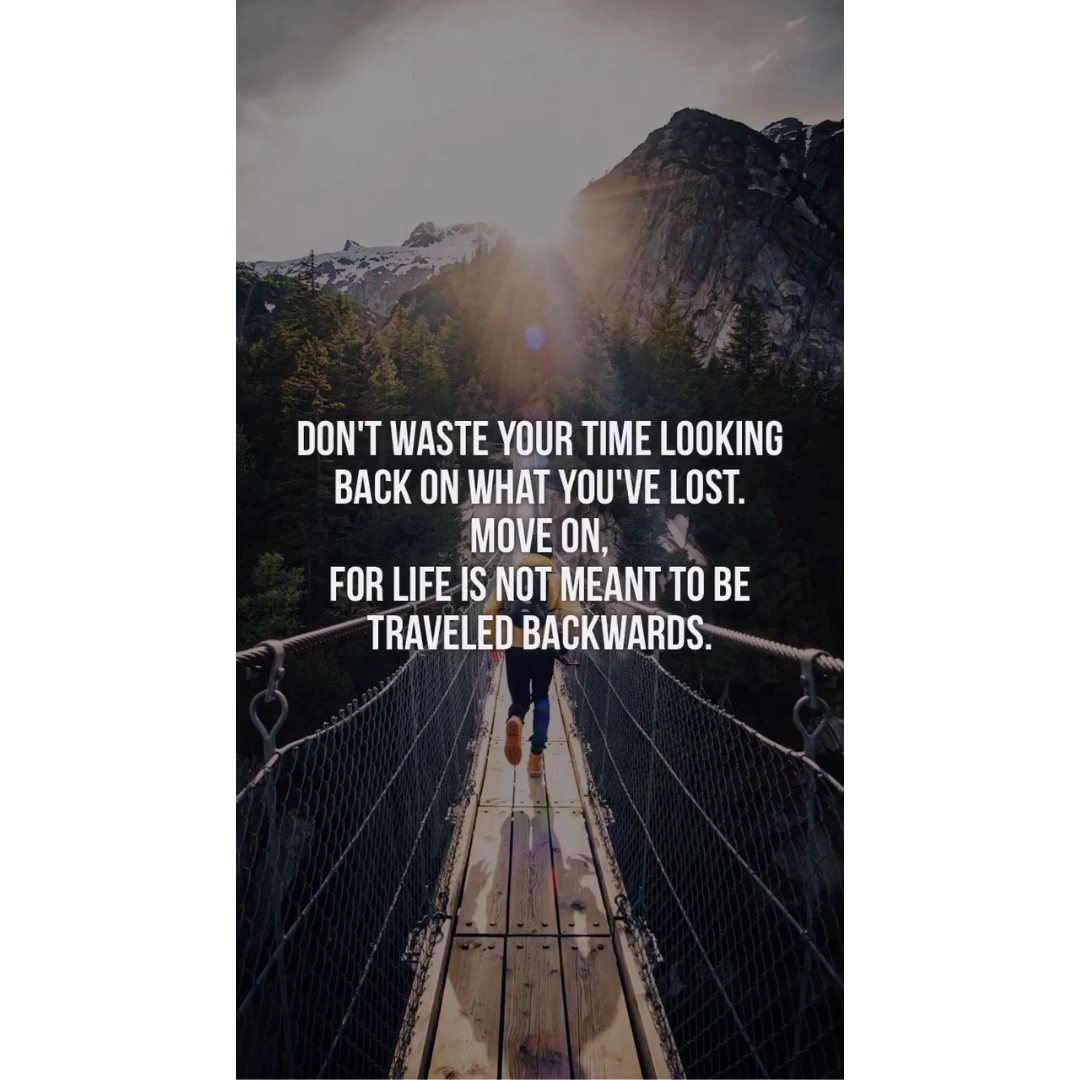 DON'T WASTE YOUR TIME LOOKING
BACK ON WHAT YOU'VE LOST.
MOVE ON,
FOR LIFE IS NOT MEANT TO BE
TRAVELED BACKWARDS.